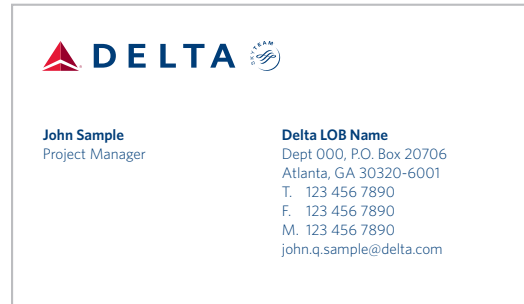 DELTA
SKYTEAM
John Sample
Project Manager
Delta LOB Name
Dept 000, P.O. Box 20706
Atlanta, GA 30320-6001
T. 123 456 7890
F. 123 456 7890
M. 123 456 7890
john.q.sample@delta.com